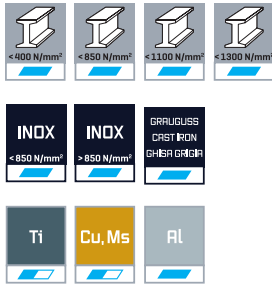 <400 N/mm² <850 N/mm² <1100 N/mm² <1300 N/mm²
INOX INOX GRAUGUSS
CAST IRON
GHISA GRIGIA
<850 N/mm² >850 N/mm²
Ti Cu, Ms Al